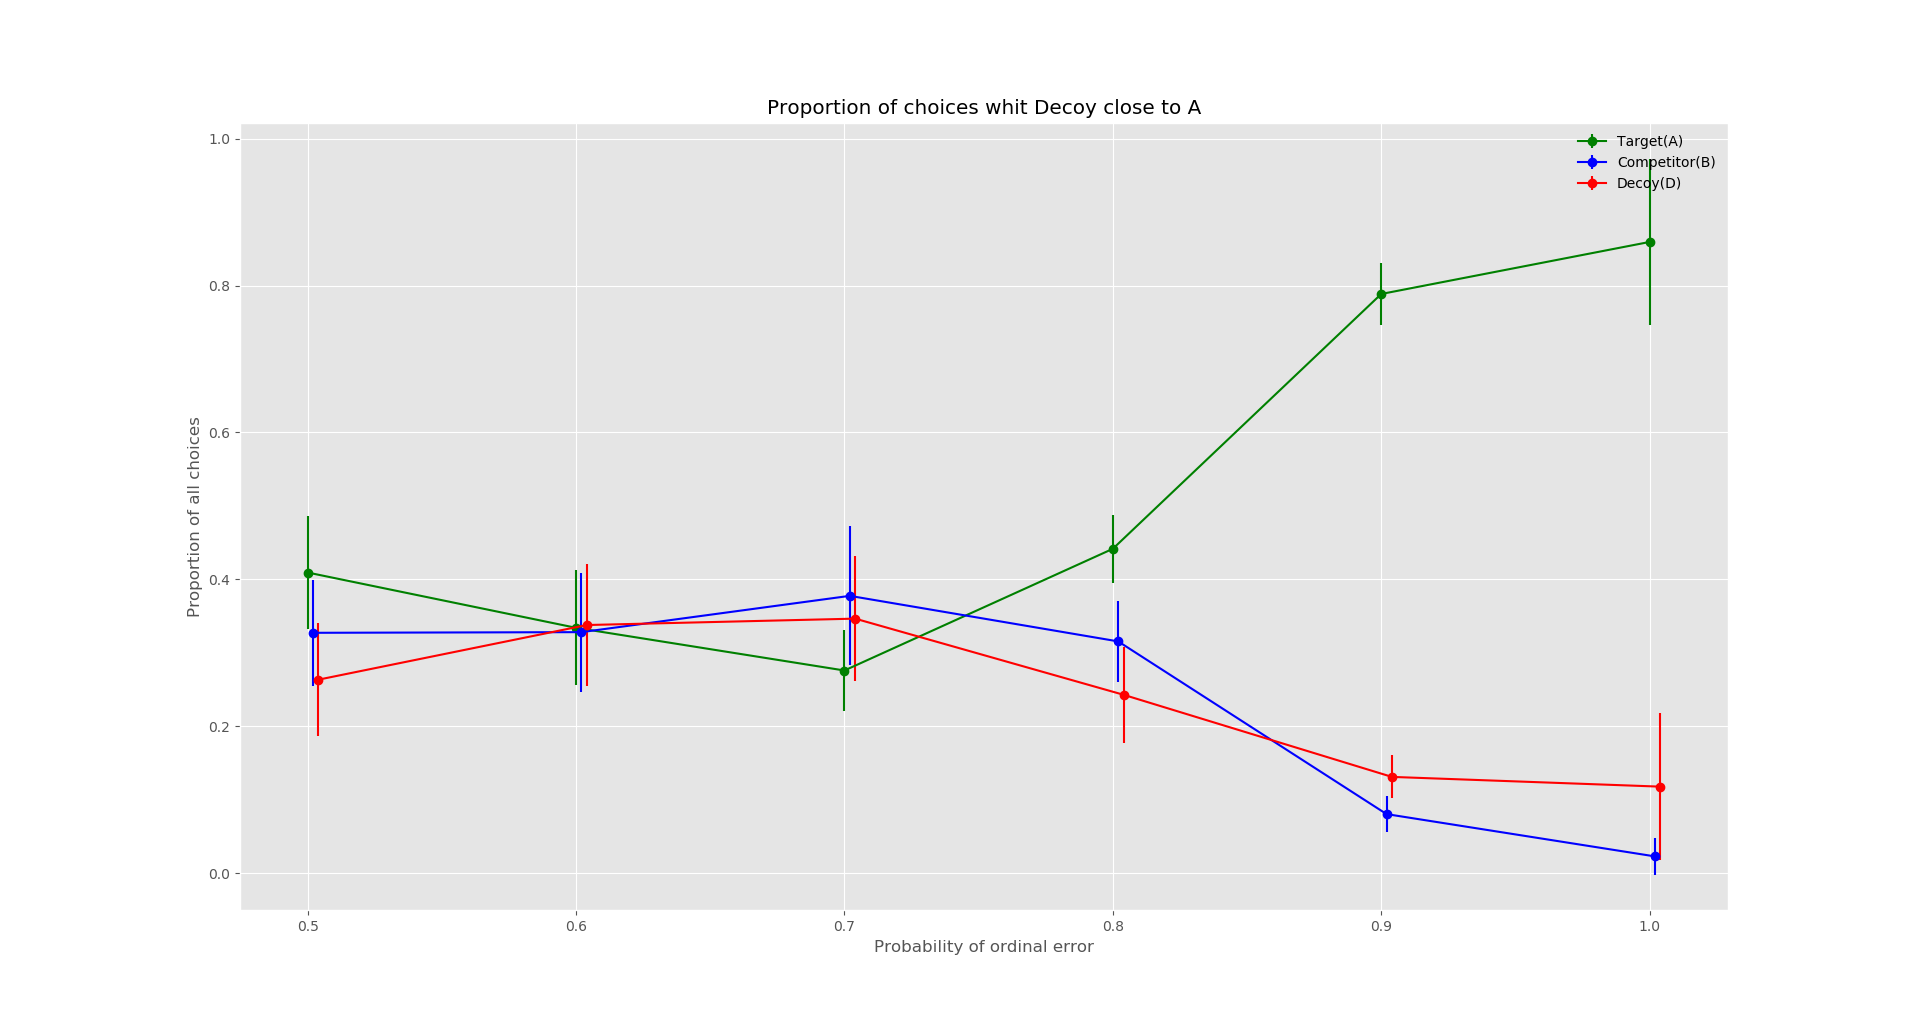 Proportion of choices whit Decoy close to A
Target(A)
Competitor(B)
Decoy(D)
Proportion of all choices
1.0
0.8
0.6
0.4
0.2
0.0
0.5 0.6 0.7 0.8 0.9 1.0
Probability of ordinal error